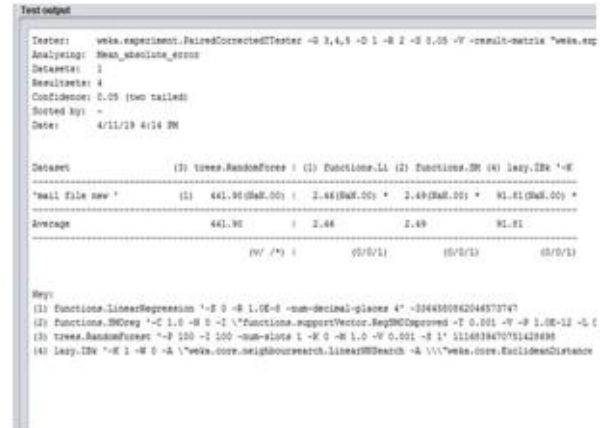 Test output
Tester: weka.experiment.PairedCorrectedTTester -G 3,4,5 -D 1 -R 2 -S 0.05 -V -result-matrix "weka.exp
Analysing: Mean_absolute_error
Datasets: 1
Resultsets: 4
Confidence: 0.05 (two tailed)
Sorted by: -
Date: 4/11/19 4:14 PM
Dataset (3) trees.RandomFores | (1) functions.Li (2) functions.SM (4) lazy.IBk '-K
'mail file new ' (1) 441.90(NaN.00) | 2.46(NaN.00) * 2.49(NaN.00) * 91.81(NaN.00) *
Average 441.90 | 2.46 2.49 91.81
(v/ /*) | (0/0/1) (0/0/1) (0/0/1)
Key:
(1) functions.LinearRegression '-S 0 -R 1.0E-8 -num-decimal-places 4'
(2) functions.SMOreg '-C 1.0 -N 0 -I \"functions.supportVector.RegSMOImproved -T 0.001 -V -P 1.0E-12 -L
(3) trees.RandomForest '-P 100 -I 100 -num-slots 1 -K 0 -M 1.0 -V 0.001 -S 1'
(4) lazy.IBk '-K 1 -W 0 -A \"weka.core.neighboursearch.LinearNNSearch -A \\\"weka.core.EuclideanDistance